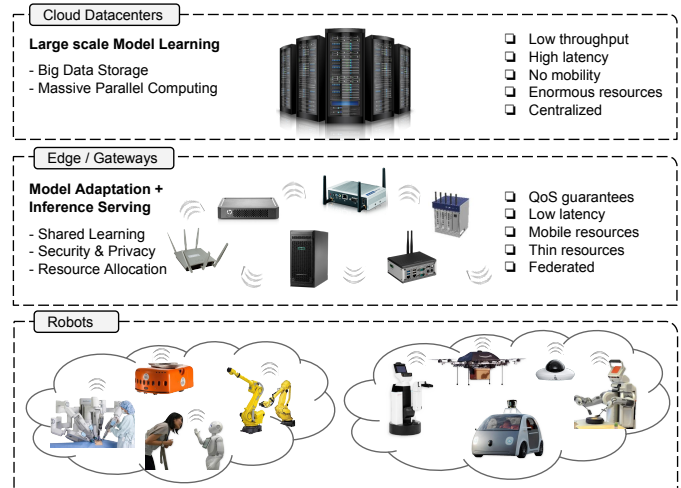 Cloud Datacenters
Large scale Model Learning
- Big Data Storage
- Massive Parallel Computing
❏ Low throughput
❏ High latency
❏ No mobility
❏ Enormous resources
❏ Centralized
Edge / Gateways
Model Adaptation +
Inference Serving
- Shared Learning
- Security & Privacy
- Resource Allocation
❏ QoS guarantees
❏ Low latency
❏ Mobile resources
❏ Thin resources
❏ Federated
Robots